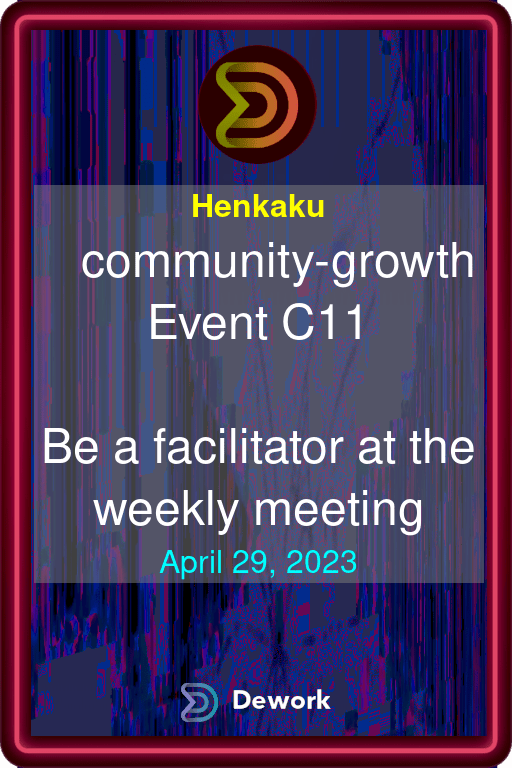 Henkaku
community-growth
Event C11
Be a facilitator at the
weekly meeting
April 29, 2023
Dework